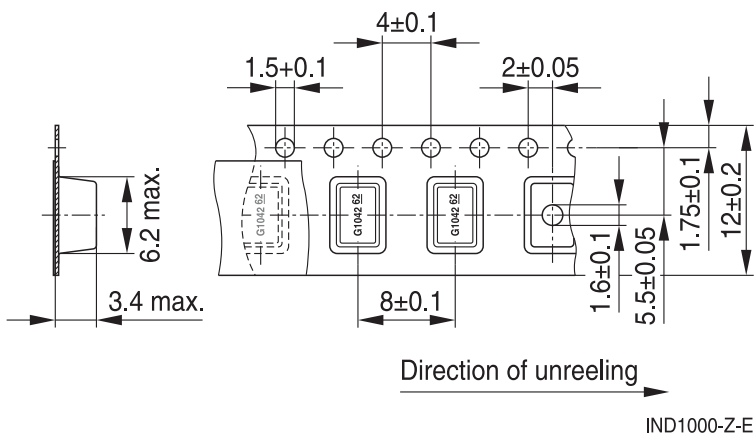 4±0.1
1.5+0.1
2±0.05
G1042 62
G1042 62
G1042 62
6.2 max.
3.4 max.
8±0.1
1.6±0.1
5.5±0.05
1.75±0.1
12±0.2
Direction of unreeling
IND1000-Z-E